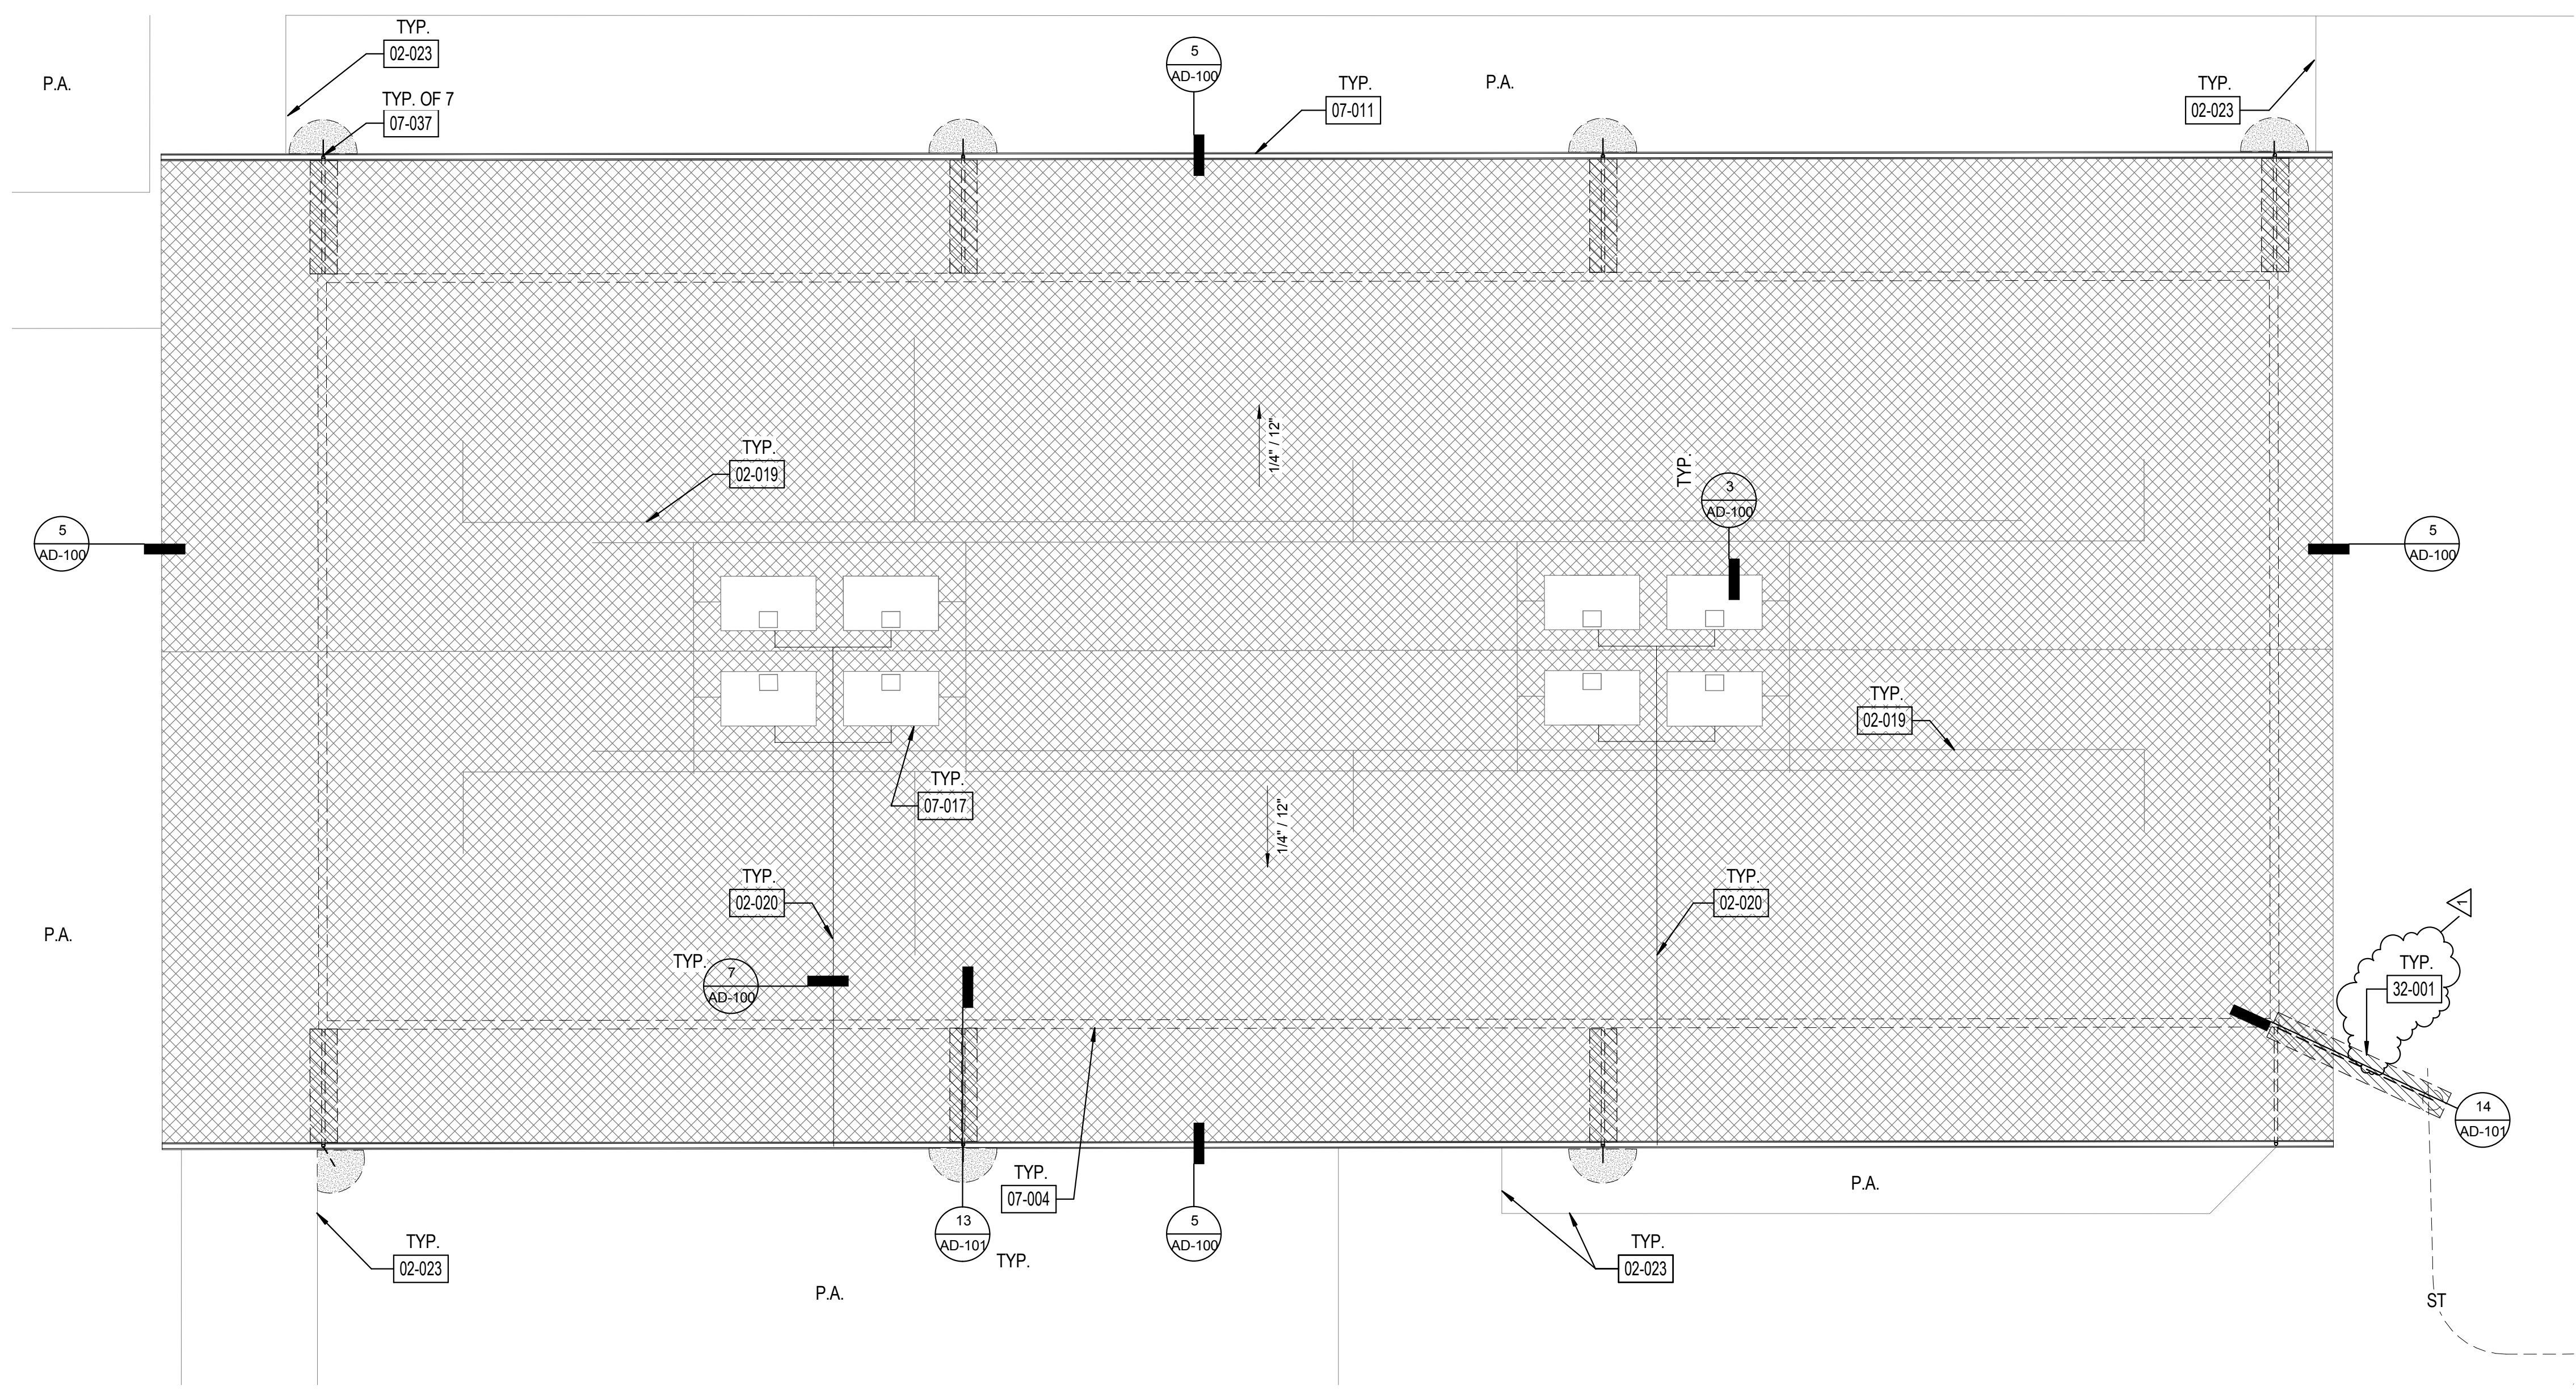 TYP.
02-023
P.A.
TYP. OF 7
07-037
5
AD-100
TYP.
07-011
P.A.
TYP.
02-023
TYP.
02-019
1/4" / 12"
TYP.
3
AD-100
5
AD-100
5
AD-100
TYP.
02-019
TYP.
07-017
1/4" / 12"
TYP.
02-020
TYP.
02-020
P.A.
TYP.
7
AD-100
1
TYP.
32-001
14
AD-101
TYP.
07-004
P.A.
13
AD-101
TYP.
5
AD-100
TYP.
02-023
TYP.
02-023
P.A.
ST